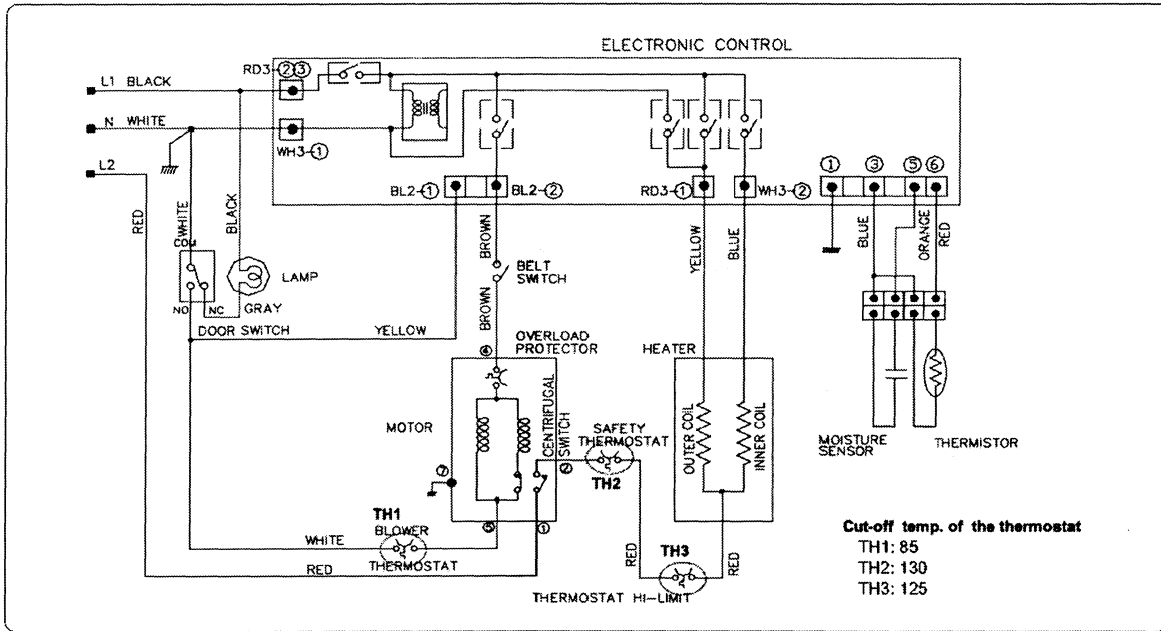 ELECTRONIC CONTROL
RD3-②③
L1 BLACK
N WHITE
WH3-①
L2
BL2-①
BL2-②
RD3-①
WH3-②
① ③ ⑤ ⑥
RED
WHITE
BLACK
BROWN
YELLOW
BLUE
BLUE
ORANGE
RED
COM
LAMP
BELT
SWITCH
NO NC GRAY
DOOR SWITCH
YELLOW
BROWN
④
OVERLOAD
PROTECTOR
HEATER
MOTOR
CENTRIFUGAL
SWITCH
SAFETY
THERMOSTAT
OUTER COIL
INNER COIL
MOISTURE
SENSOR
THERMISTOR
⑦
②
TH2
TH1
BLOWER
⑤ ①
WHITE
THERMOSTAT
RED
RED
TH3
RED
THERMOSTAT HI-LIMIT
Cut-off temp. of the thermostat
TH1: 85
TH2: 130
TH3: 125